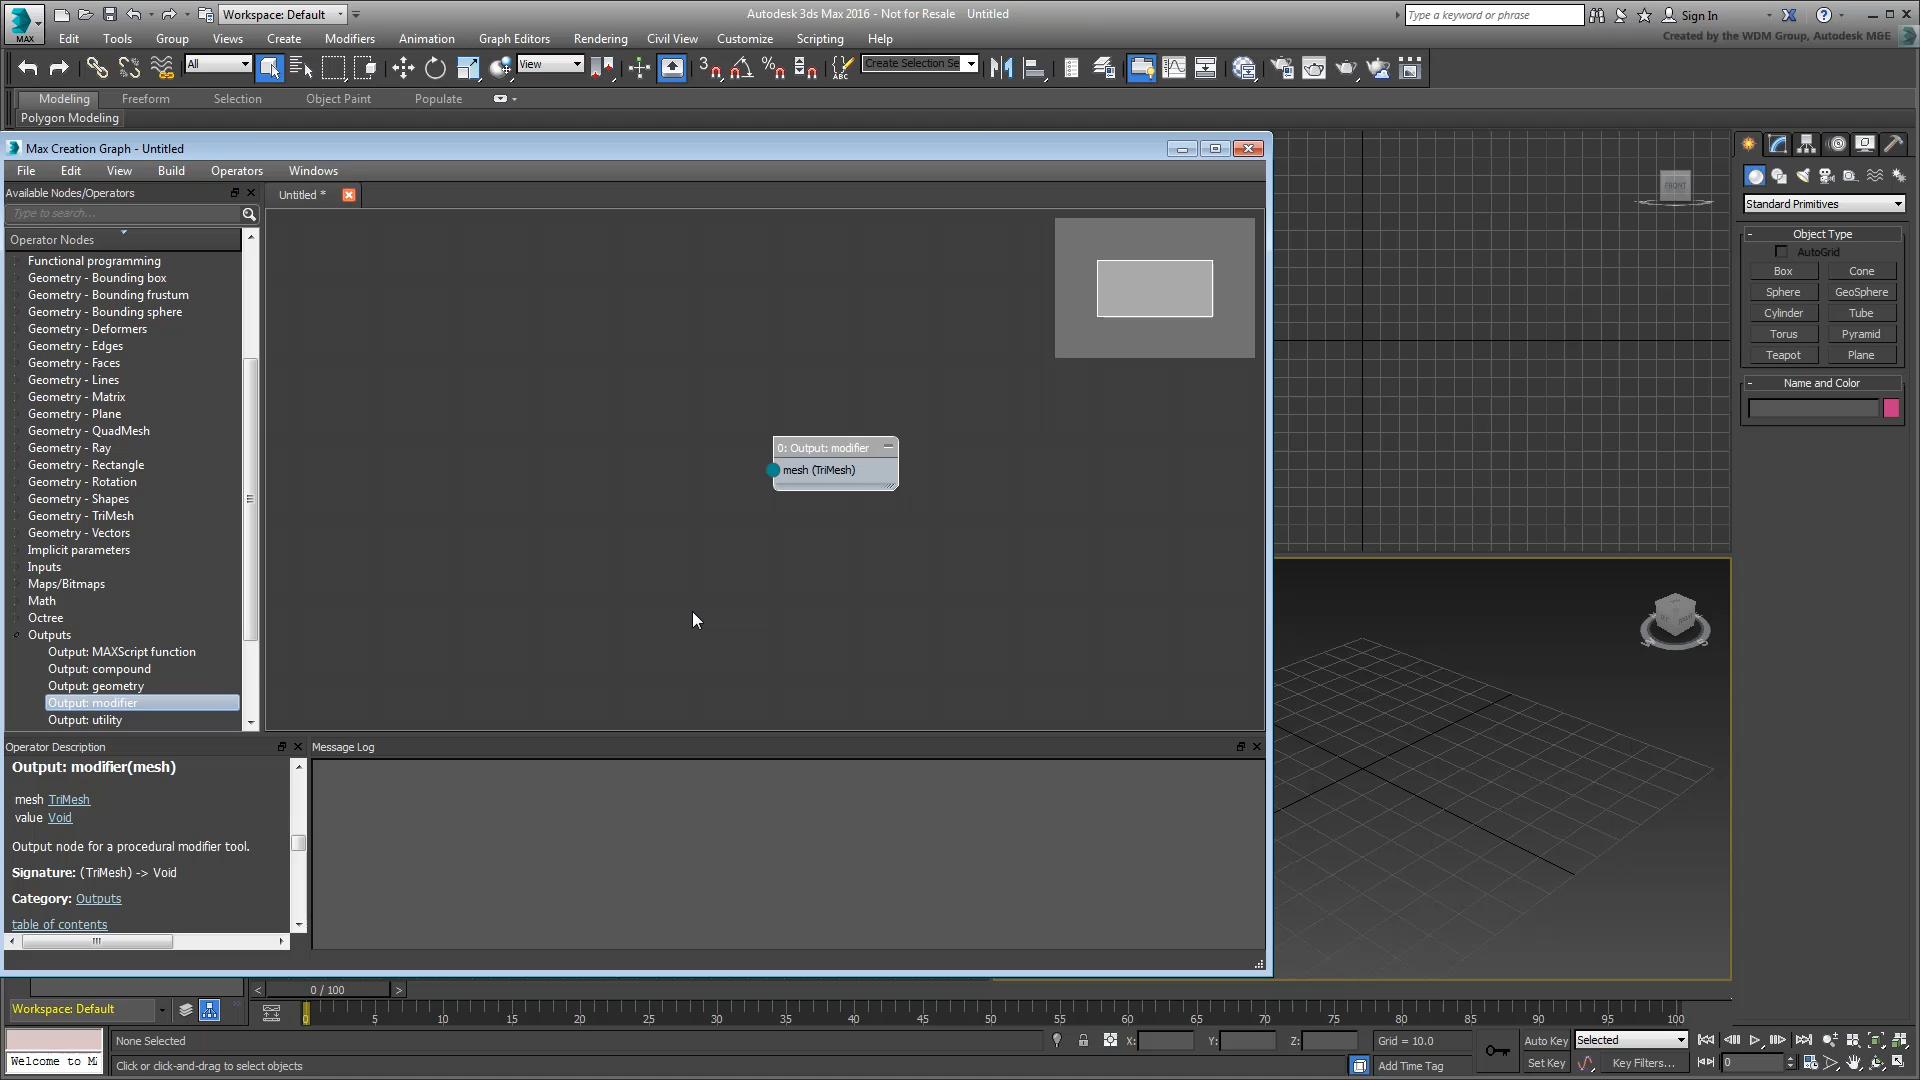 Workspace: Default
Autodesk 3ds Max 2016 - Not for Resale    Untitled
Type a keyword or phrase
Sign In
MAX
Edit Tools Group Views Create Modifiers Animation Graph Editors Rendering Civil View Customize Scripting Help
Created by the WDM Group, Autodesk M&E
All
View
3
ABC
Create Selection Se
Modeling Freeform Selection Object Paint Populate
Polygon Modeling
Max Creation Graph - Untitled
File Edit View Build Operators Windows
Available Nodes/Operators
Untitled *
Type to search...
Operator Nodes
Functional programming
Geometry - Bounding box
Geometry - Bounding frustum
Geometry - Bounding sphere
Geometry - Deformers
Geometry - Edges
Geometry - Faces
Geometry - Lines
Geometry - Matrix
Geometry - Plane
Geometry - QuadMesh
Geometry - Ray
Geometry - Rectangle
Geometry - Rotation
Geometry - Shapes
Geometry - TriMesh
Geometry - Vectors
Implicit parameters
Inputs
Maps/Bitmaps
Math
Octree
Outputs
Output: MAXScript function
Output: compound
Output: geometry
Output: modifier
Output: utility
0: Output: modifier
mesh (TriMesh)
Operator Description
Output: modifier(mesh)
mesh TriMesh
value Void
Output node for a procedural modifier tool.
Signature: (TriMesh) -> Void
Category: Outputs
table of contents
Message Log
FRONT
Standard Primitives
- Object Type
AutoGrid
Box Cone
Sphere GeoSphere
Cylinder Tube
Torus Pyramid
Teapot Plane
- Name and Color
< 0 / 100 >
Workspace: Default
0 5 10 15 20 25 30 35 40 45 50 55 60 65 70 75 80 85 90 95 100
None Selected
X: Y: Z:
Grid = 10.0
Auto Key
Selected
Welcome to M
Click or click-and-drag to select objects
Add Time Tag
Set Key
Key Filters...
0